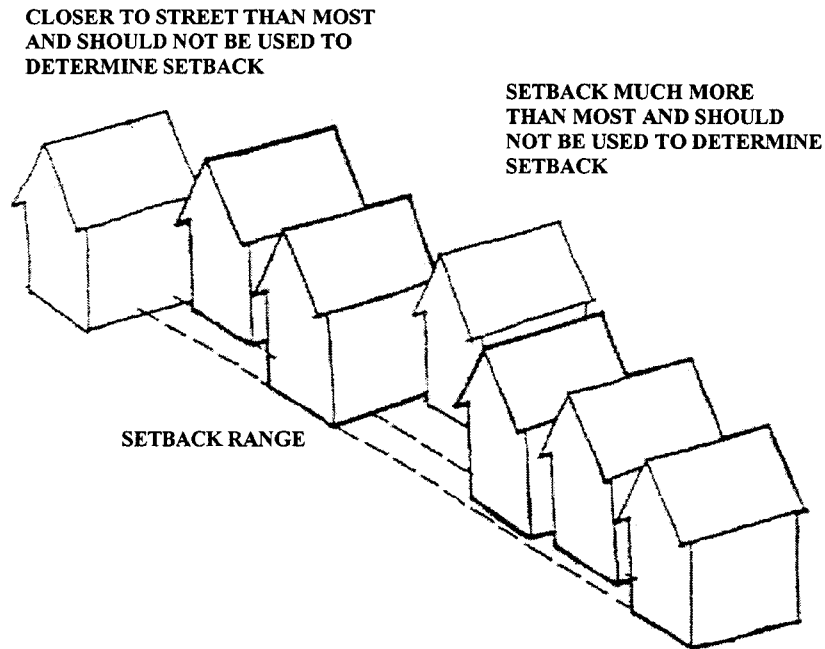 CLOSER TO STREET THAN MOST
AND SHOULD NOT BE USED TO
DETERMINE SETBACK
SETBACK MUCH MORE
THAN MOST AND SHOULD
NOT BE USED TO DETERMINE
SETBACK
SETBACK RANGE